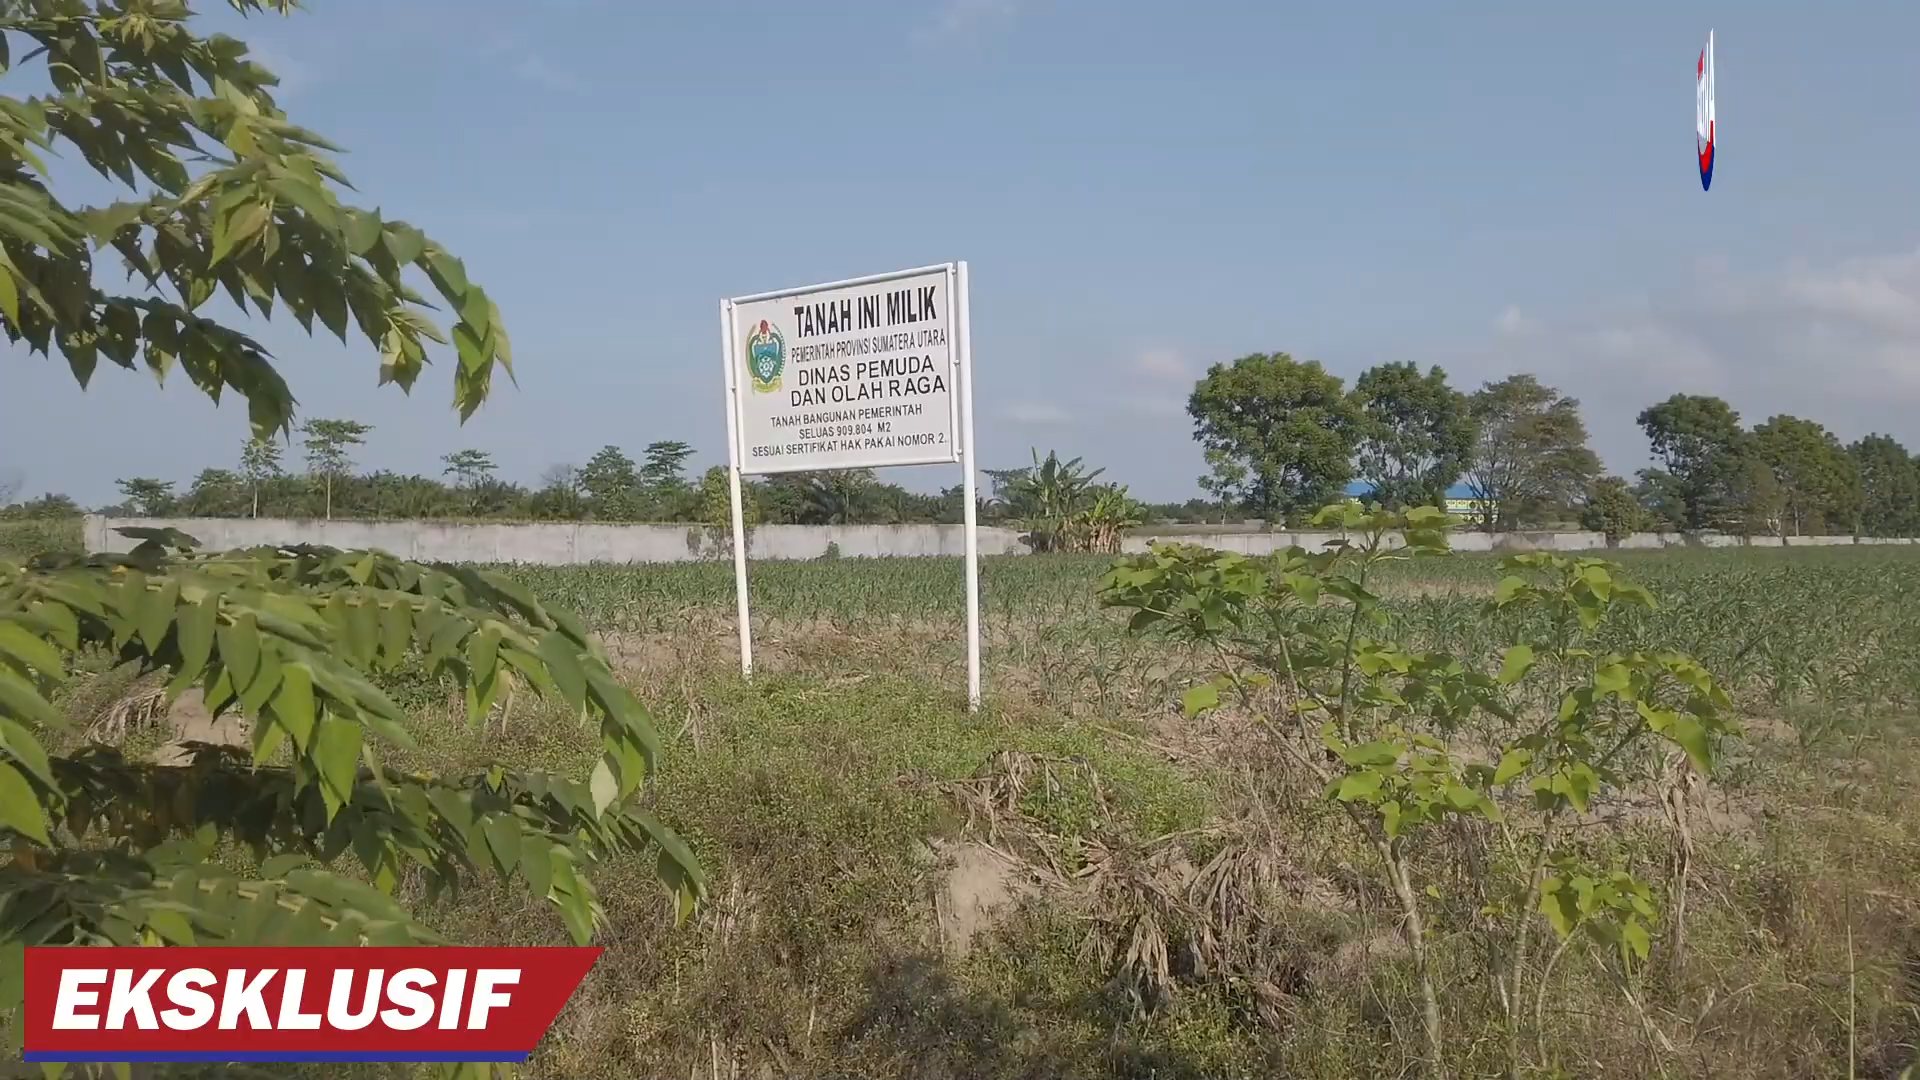 TANAH INI MILIK
PEMERINTAH PROVINSI SUMATERA UTARA
DINAS PEMUDA
DAN OLAH RAGA
TANAH BANGUNAN PEMERINTAH
SELUAS 909.804 M2
SESUAI SERTIFIKAT HAK PAKAI NOMOR 2.
EKSKLUSIF